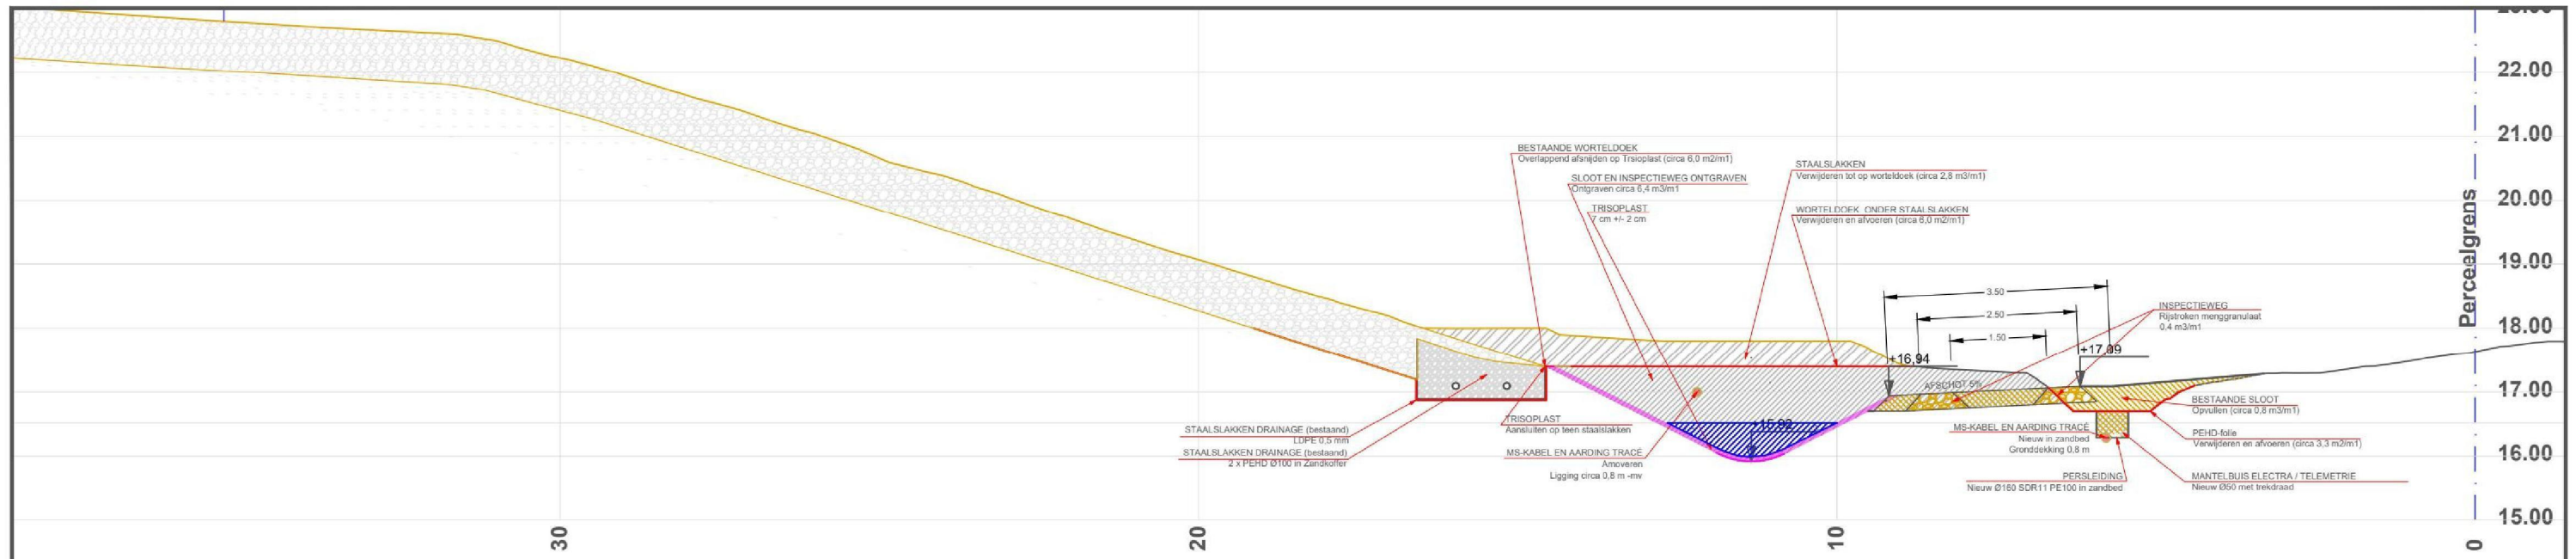 22.00
21.00
20.00
19.00
18.00
17.00
16.00
15.00
Perceelgrens
30
20
10
0
BESTAANDE WORTELDOEK
Overlappend afsnijden op Trsioplast (circa 6,0 m2/m1)
SLOOT EN INSPECTIEWEG ONTGRAVEN
Ontgraven circa 6,4 m3/m1
TRISOPLAST
7 cm +/- 2 cm
STAALSLAKKEN
Verwijderen tot op worteldoek (circa 2,8 m3/m1)
WORTELDOEK ONDER STAALSLAKKEN
Verwijderen en afvoeren (circa 6,0 m2/m1)
3.50
2.50
1.50
INSPECTIEWEG
Rijstroken menggranulaat
0,4 m3/m1
+16,94
+17,09
AFSCHOT 5%
+15,92
STAALSLAKKEN DRAINAGE (bestaand)
LDPE 0,5 mm
STAALSLAKKEN DRAINAGE (bestaand)
2 x PEHD Ø100 in Zandkoffer
TRISOPLAST
Aansluiten op teen staalslakken
MS-KABEL EN AARDING TRACÉ
Amoveren
Ligging circa 0,8 m -mv
MS-KABEL EN AARDING TRACÉ
Nieuw in zandbed
Gronddekking 0,8 m
PERSLEIDING
Nieuw Ø160 SDR11 PE100 in zandbed
BESTAANDE SLOOT
Opvullen (circa 0,8 m3/m1)
PEHD-folie
Verwijderen en afvoeren (circa 3,3 m2/m1)
MANTELBUIS ELECTRA / TELEMETRIE
Nieuw Ø50 met trekdraad